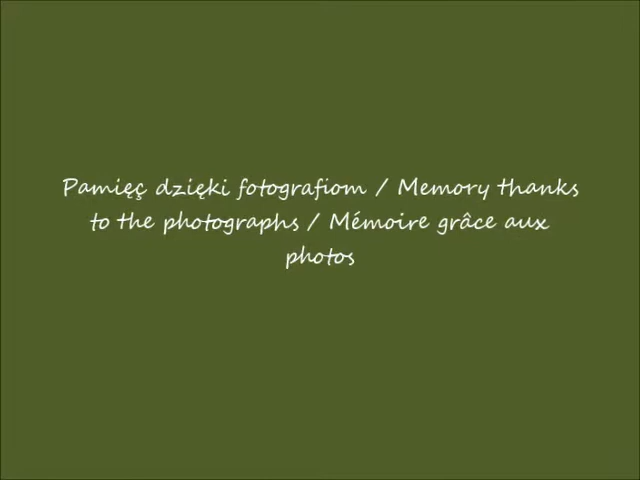 Pamięç dzięki fotografiom / Memory thanks
to the photographs / Mémoire grâce aux
photos